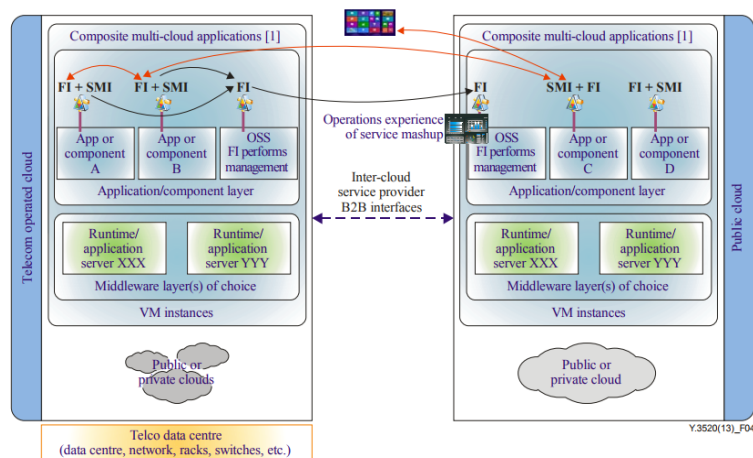 Telecom operated cloud
Composite multi-cloud applications [1]
FI + SMI
FI + SMI
FI
App or
component
A
App or
component
B
OSS
FI performs
management
Application/component layer
Runtime/
application
server XXX
Runtime/
application
server YYY
Middleware layer(s) of choice
VM instances
Public or
private clouds
Telco data centre
(data centre, network, racks, switches, etc.)
Operations experience
of service mashup
Inter-cloud
service provider
B2B interfaces
Composite multi-cloud applications [1]
FI
SMI + FI
FI + SMI
OSS
FI performs
management
App or
component
C
App or
component
D
Application/component layer
Runtime/
application
server XXX
Runtime/
application
server YYY
Middleware layer(s) of choice
VM instances
Public or
private cloud
Public cloud
Y.3520(13)_F04